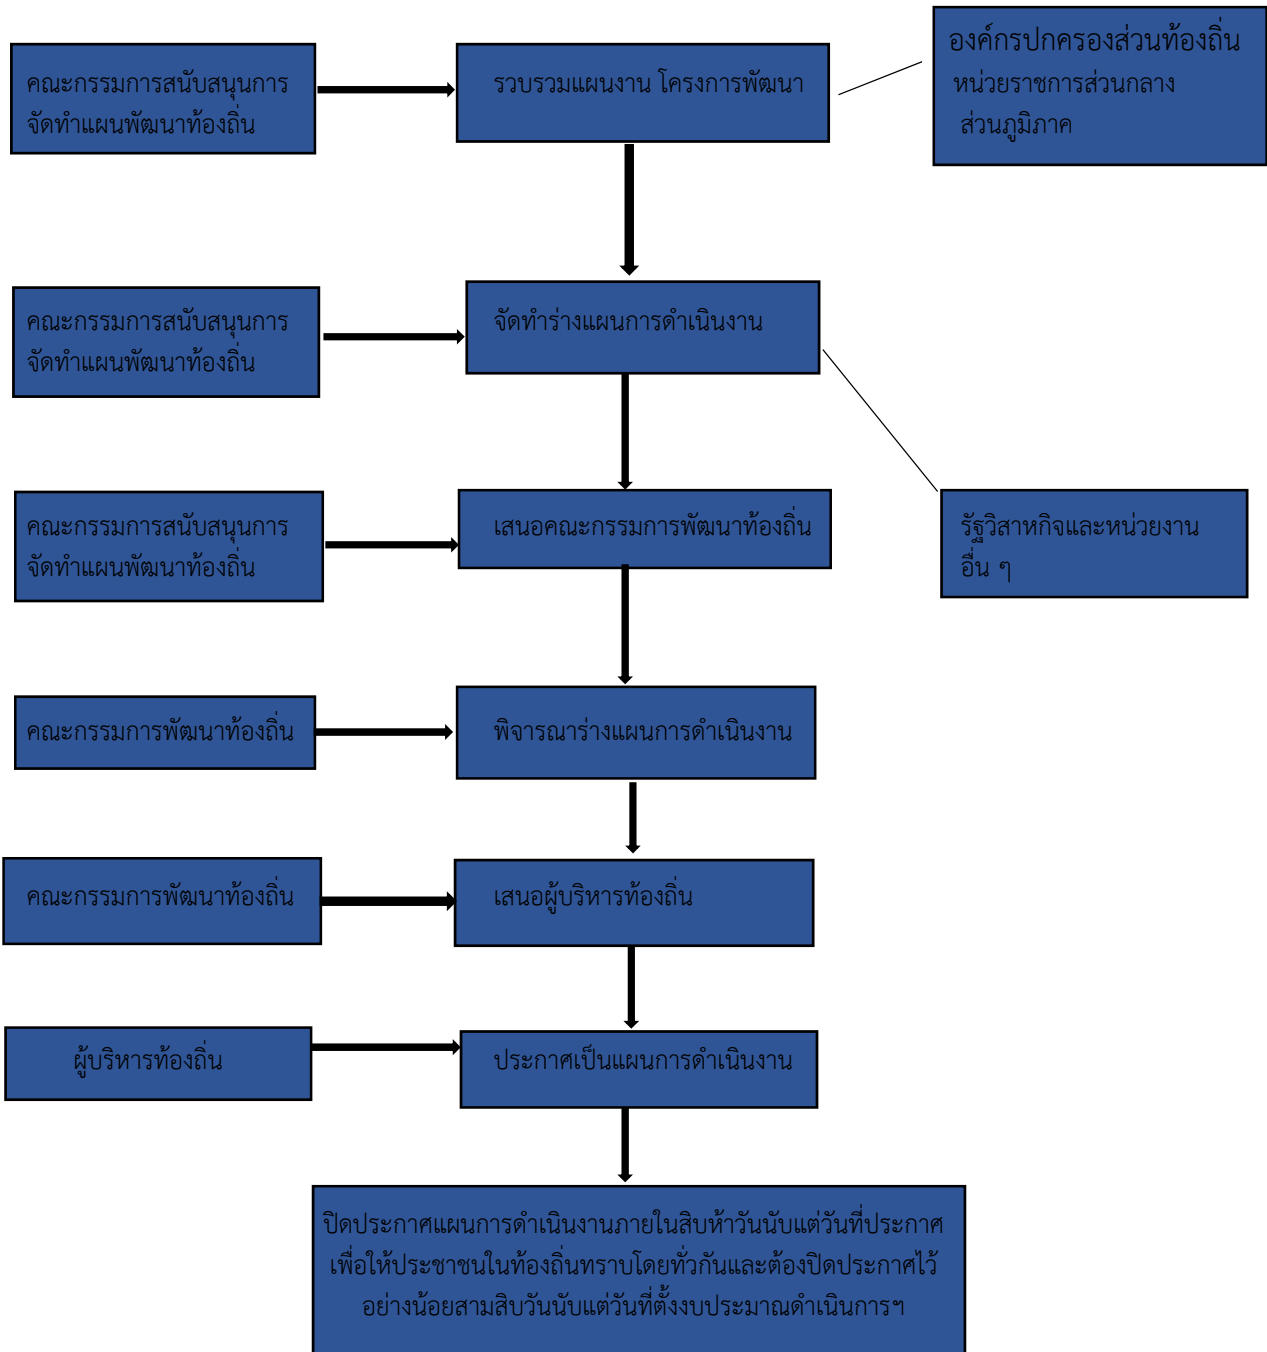 คณะกรรมการสนับสนุนการ
จัดทำแผนพัฒนาท้องถิ่น
รวบรวมแผนงาน โครงการพัฒนา
องค์กรปกครองส่วนท้องถิ่น
หน่วยราชการส่วนกลาง
ส่วนภูมิภาค
คณะกรรมการสนับสนุนการ
จัดทำแผนพัฒนาท้องถิ่น
จัดทำร่างแผนการดำเนินงาน
คณะกรรมการสนับสนุนการ
จัดทำแผนพัฒนาท้องถิ่น
เสนอคณะกรรมการพัฒนาท้องถิ่น
รัฐวิสาหกิจและหน่วยงาน
อื่น ๆ
คณะกรรมการพัฒนาท้องถิ่น
พิจารณาร่างแผนการดำเนินงาน
คณะกรรมการพัฒนาท้องถิ่น
เสนอผู้บริหารท้องถิ่น
ผู้บริหารท้องถิ่น
ประกาศเป็นแผนการดำเนินงาน
ปิดประกาศแผนการดำเนินงานภายในสิบห้าวันนับแต่วันที่ประกาศ
เพื่อให้ประชาชนในท้องถิ่นทราบโดยทั่วกันและต้องปิดประกาศไว้
อย่างน้อยสามสิบวันนับแต่วันที่ตั้งงบประมาณดำเนินการฯ